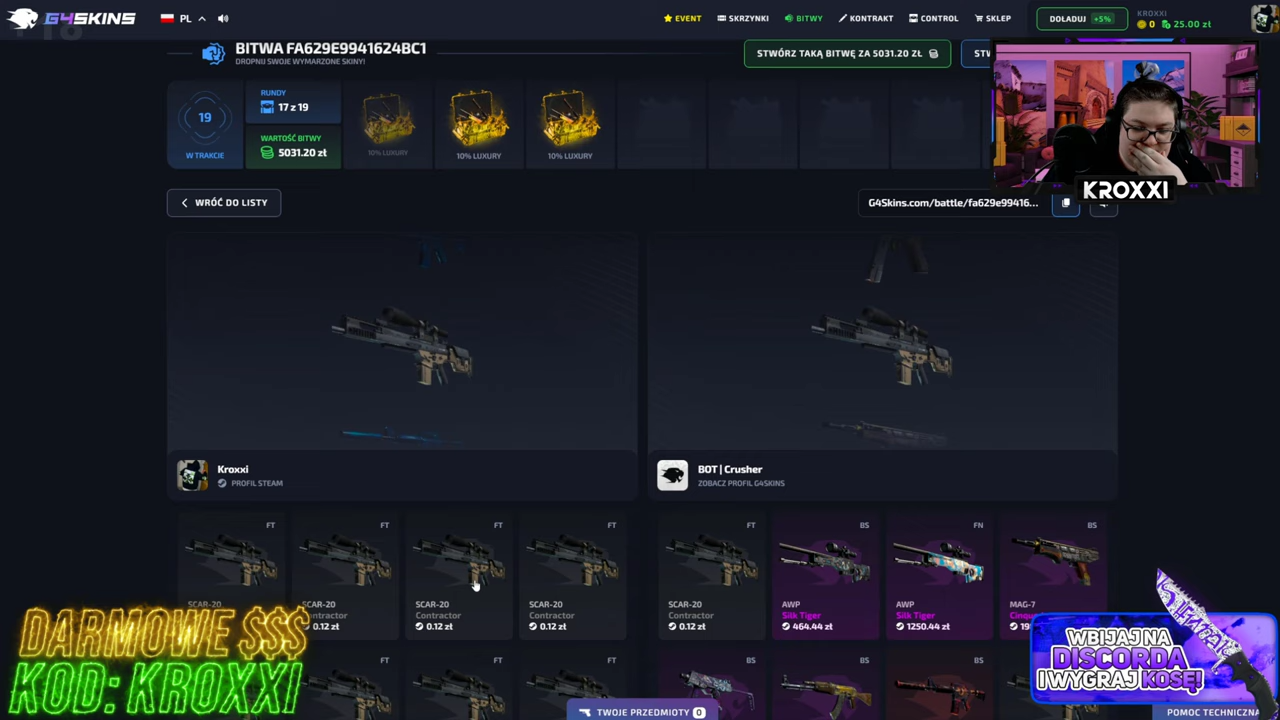 G4SKINS
PL
EVENT
SKRZYNKI
BITWY
KONTRAKT
CONTROL
SKLEP
DOŁADUJ +5%
KROXXI
0 25.00 zł
BITWA FA629E9941624BC1
DROPNIJ SWOJE WYMARZONE SKINY!
STWÓRZ TAKĄ BITWĘ ZA 5031.20 ZŁ
19
W TRAKCIE
RUNDY
17 z 19
WARTOŚĆ BITWY
5031.20 zł
10% LUXURY
10% LUXURY
10% LUXURY
KROXXI
WRÓĆ DO LISTY
G4Skins.com/battle/fa629e99416...
Kroxxi
PROFIL STEAM
BOT | Crusher
ZOBACZ PROFIL G4SKINS
FT
FT
FT
FT
FT
BS
FN
BS
SCAR-20
Contractor
0.12 zł
SCAR-20
Contractor
0.12 zł
SCAR-20
Contractor
0.12 zł
SCAR-20
Contractor
0.12 zł
AWP
Silk Tiger
464.44 zł
AWP
Silk Tiger
1250.44 zł
MAG-7
FT
FT
FT
FT
FT
BS
FT
TWOJE PRZEDMIOTY 0
POMOC TECHNICZNA
DARMOWE $$$
KOD: KROXXI
WBIJAJ NA
DISCORDA
I WYGRAJ KOSĘ!